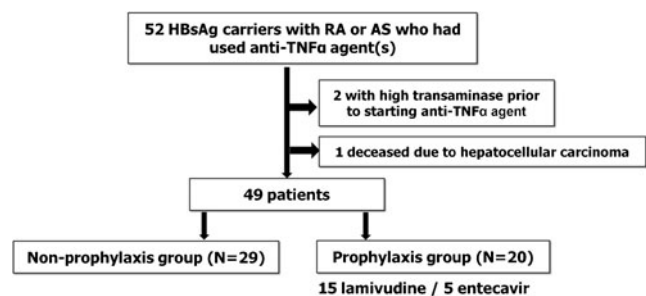 52 HBsAg carriers with RA or AS who had
used anti-TNFα agent(s)
2 with high transaminase prior
to starting anti-TNFα agent
1 deceased due to hepatocellular carcinoma
49 patients
Non-prophylaxis group (N=29)
Prophylaxis group (N=20)
15 lamivudine / 5 entecavir